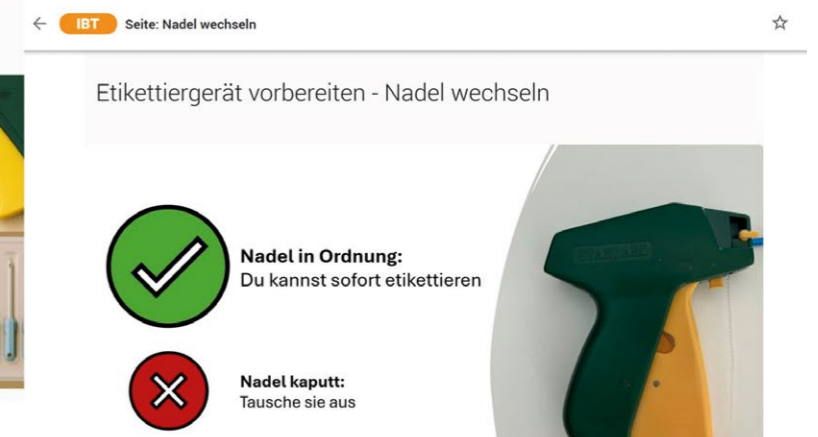 IBT Seite: Nadel wechseln
Etikettiergerät vorbereiten - Nadel wechseln
Nadel in Ordnung:
Du kannst sofort etikettieren
STANDARD
Nadel kaputt:
Tausche sie aus